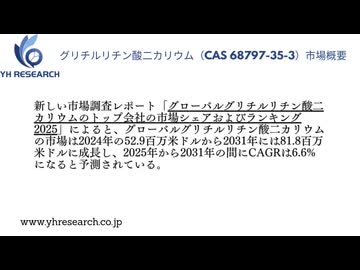 YH RESEARCH
グリチルリチン酸二カリウム（CAS 68797-35-3）市場概要
新しい市場調査レポート「グローバルグリチルリチン酸二
カリウムのトップ会社の市場シェアおよびランキング
2025」によると、グローバルグリチルリチン酸二カリウム
の市場は2024年の52.9百万米ドルから2031年には81.8百万
米ドルに成長し、2025年から2031年の間にCAGRは6.6%
になると予測されている。
www.yhresearch.co.jp